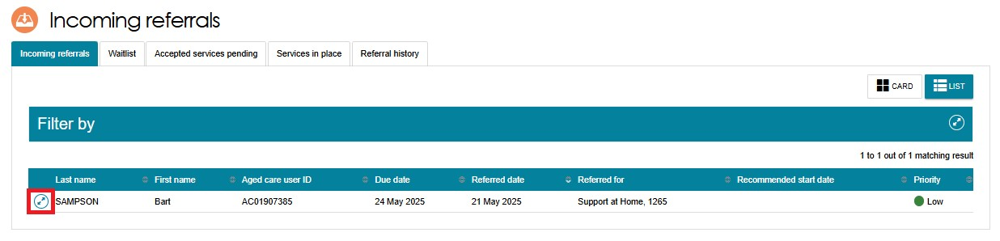 Incoming referrals
Incoming referrals Waitlist Accepted services pending Services in place Referral history
CARD LIST
Filter by
1 to 1 out of 1 matching result
Last name First name Aged care user ID Due date Referred date Referred for Recommended start date Priority
SAMPSON Bart AC01907385 24 May 2025 21 May 2025 Support at Home, 1265 Low